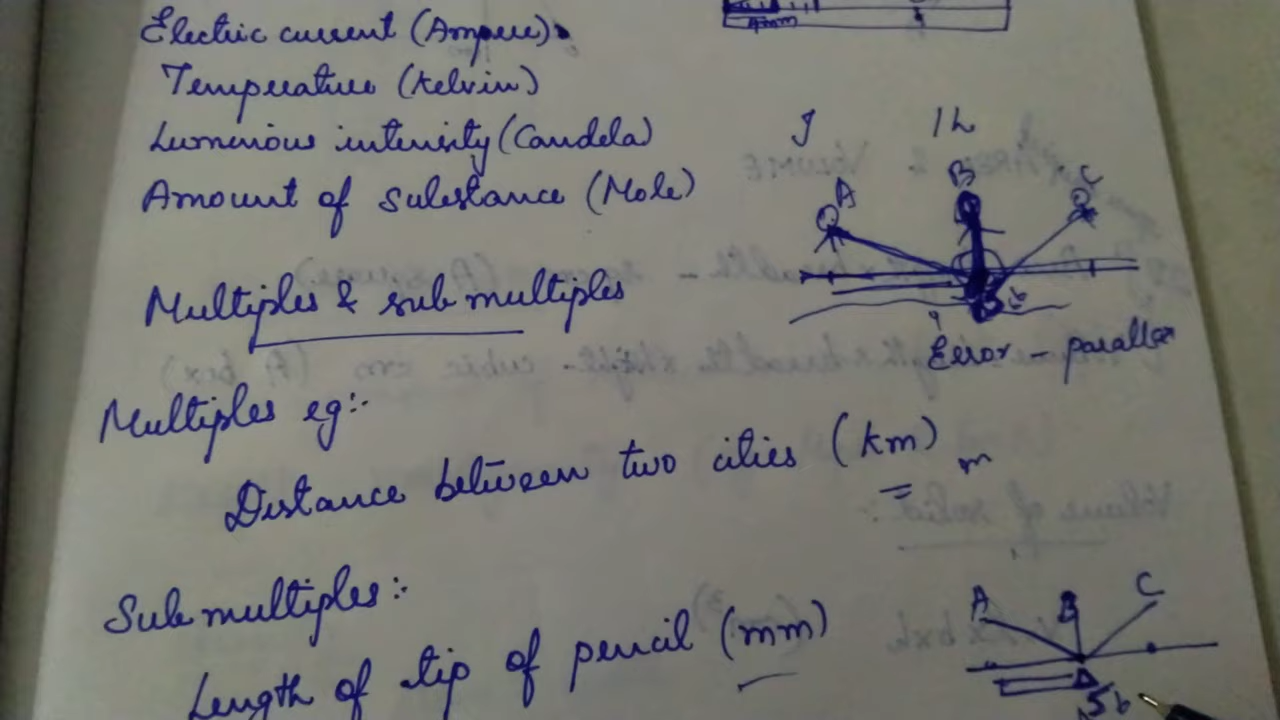 Electric current (Ampere)
4mm
Temperature (Kelvin)
Luminous intensity (Candela)
Amount of substance (Mole)
A B C
Multiples & sub multiples
Error - parallax
Multiples eg:-
Distance between two cities (km) m
Sub multiples:-
A B C
Length of tip of pencil (mm)